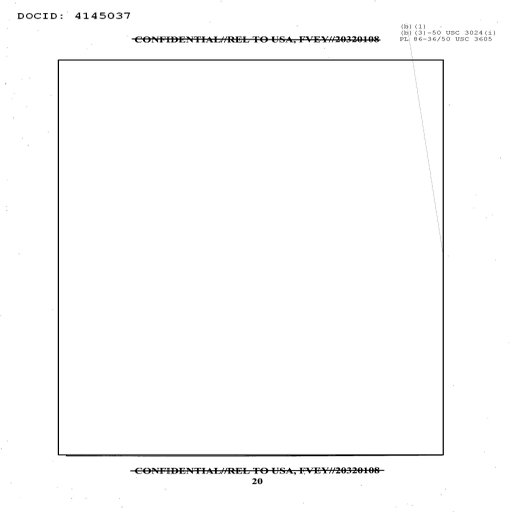 DOCID: 4145037
(b)(1)
(b)(3)-50 USC 3024(i)
PL 86-36/50 USC 3605
CONFIDENTIAL//REL TO USA, FVEY//20320108
CONFIDENTIAL//REL TO USA, FVEY//20320108
20